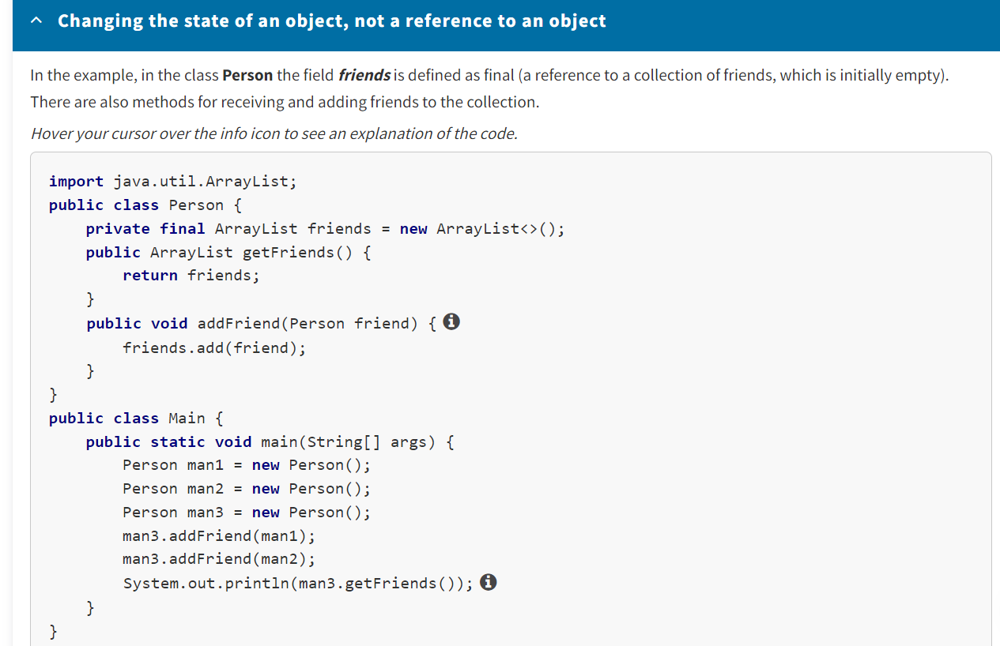 Changing the state of an object, not a reference to an object
In the example, in the class Person the field friends is defined as final (a reference to a collection of friends, which is initially empty).
There are also methods for receiving and adding friends to the collection.
Hover your cursor over the info icon to see an explanation of the code.
import java.util.ArrayList;
public class Person {
    private final ArrayList friends = new ArrayList<>();
    public ArrayList getFriends() {
        return friends;
    }
    public void addFriend(Person friend) {
        friends.add(friend);
    }
}
public class Main {
    public static void main(String[] args) {
        Person man1 = new Person();
        Person man2 = new Person();
        Person man3 = new Person();
        man3.addFriend(man1);
        man3.addFriend(man2);
        System.out.println(man3.getFriends());
    }
}